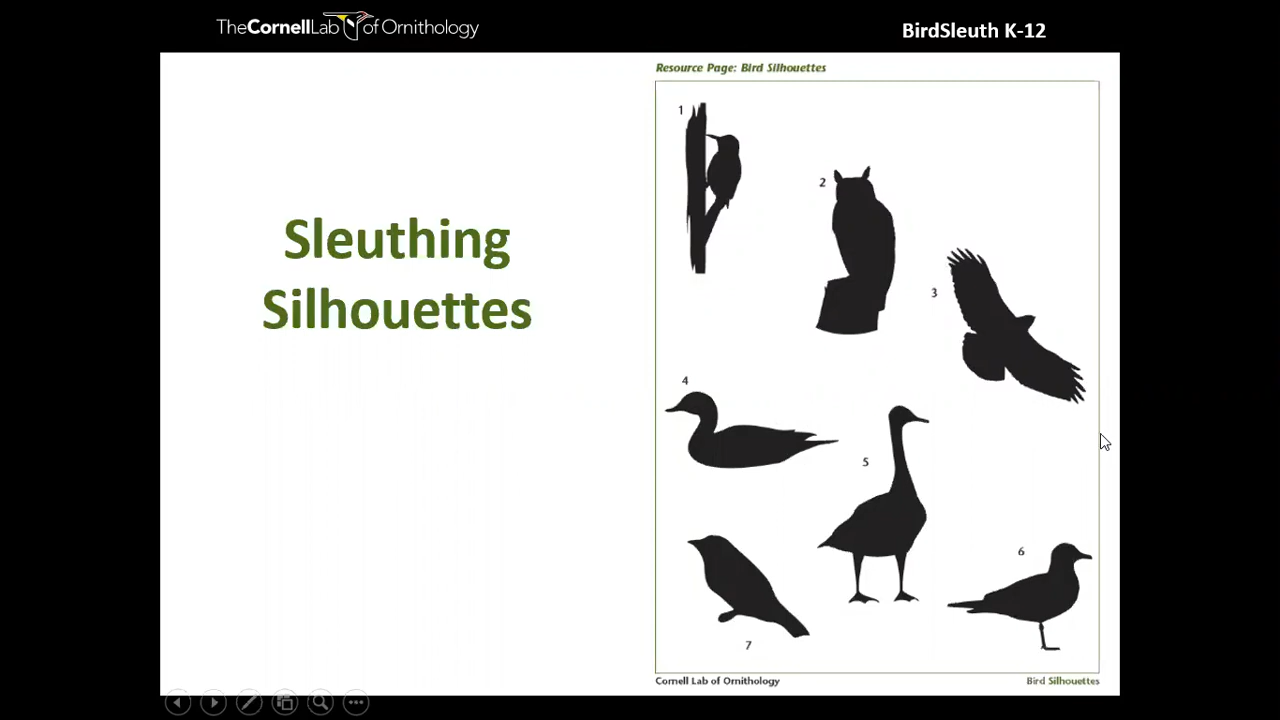 TheCornellLab of Ornithology
BirdSleuth K-12
Sleuthing
Silhouettes
Resource Page: Bird Silhouettes
1
2
3
4
5
6
7
Cornell Lab of Ornithology
Bird Silhouettes